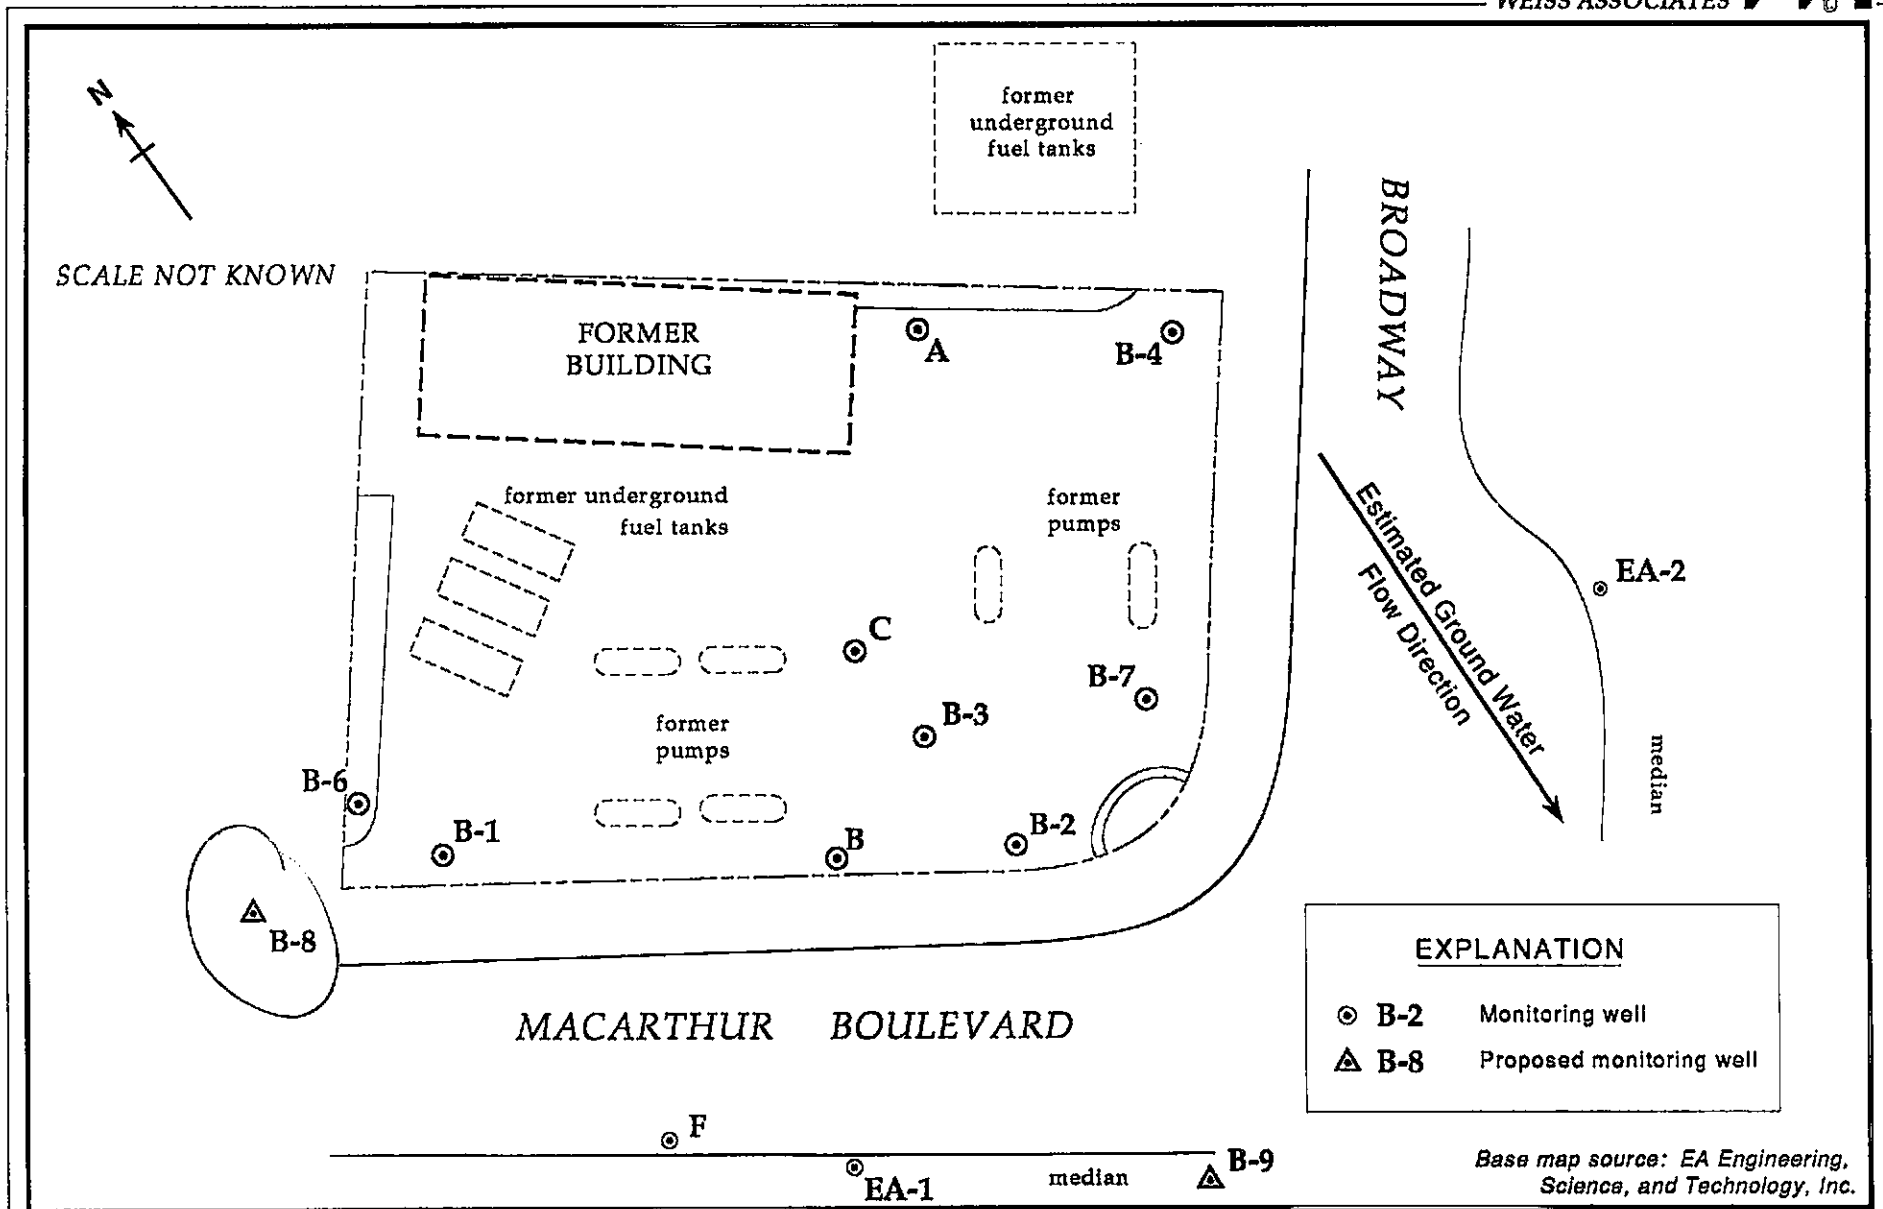 WEISS ASSOCIATES
N
SCALE NOT KNOWN
former
underground
fuel tanks
BROADWAY
FORMER
BUILDING
A
B-4
former underground
fuel tanks
former
pumps
Estimated Ground Water
Flow Direction
EA-2
C
B-7
B-3
former
pumps
median
B-6
B-1
B
B-2
B-8
EXPLANATION
B-2 Monitoring well
B-8 Proposed monitoring well
MACARTHUR BOULEVARD
F
EA-1
median
B-9
Base map source: EA Engineering,
Science, and Technology, Inc.